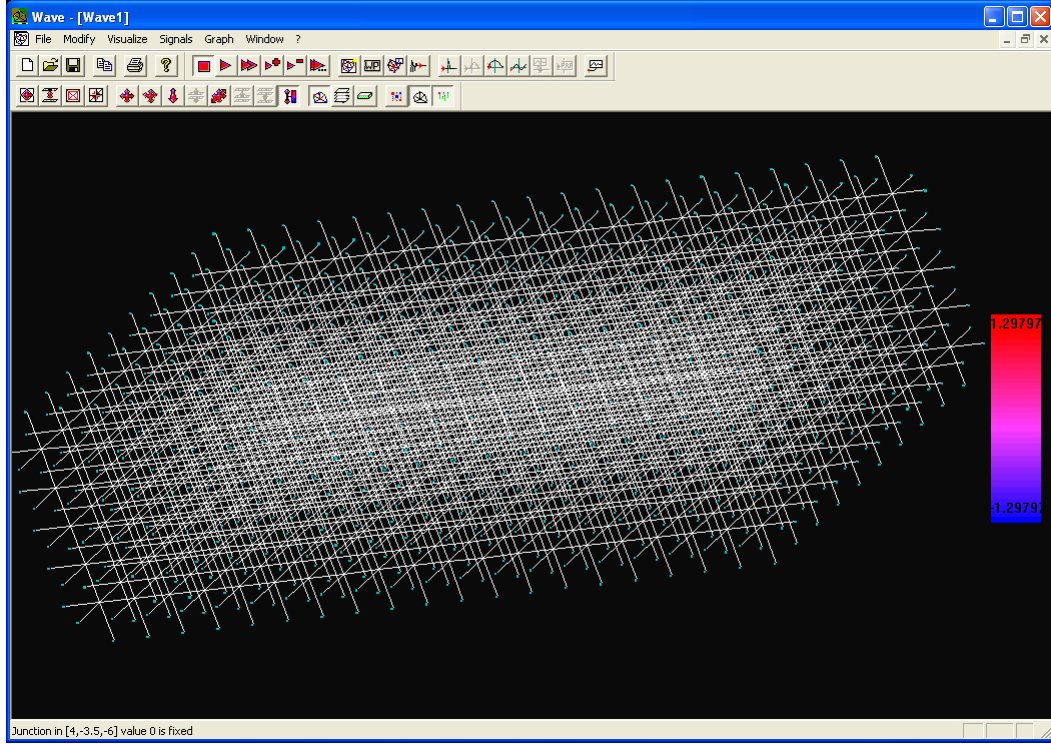 Wave - [Wave1]
File Modify Visualize Signals Graph Window ?
1.29797
-1.29797
Junction in [4,-3.5,-6] value 0 is fixed